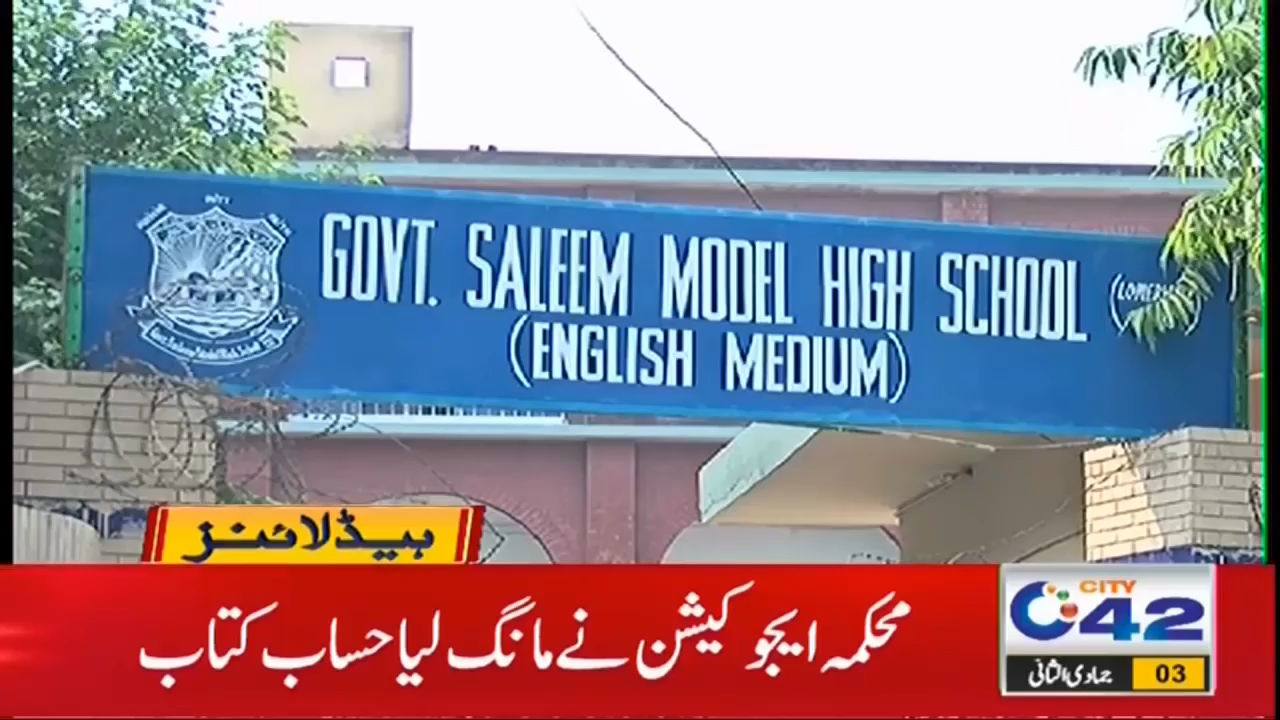 GOVT. SALEEM MODEL HIGH SCHOOL
(ENGLISH MEDIUM)
ہیڈلائنز
محکمہ ایجوکیشن نے مانگ لیا حساب کتاب
CITY
42
جمادی الثانی 03